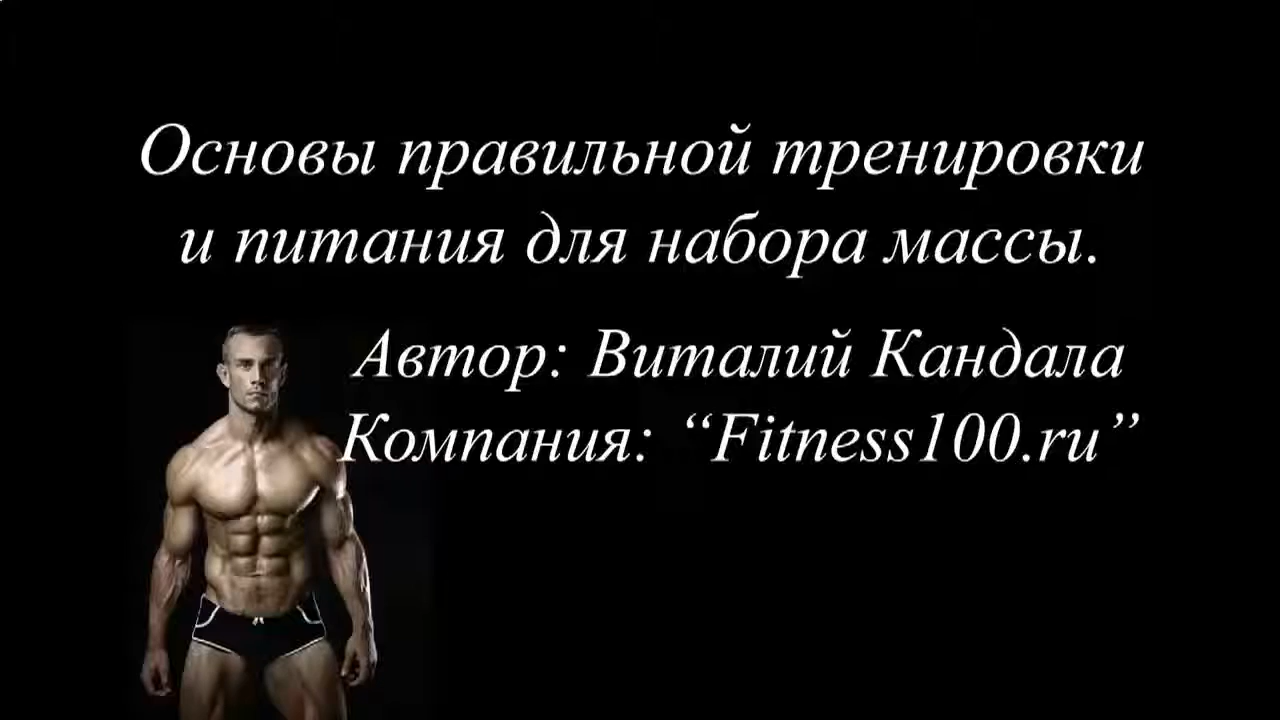 Основы правильной тренировки
и питания для набора массы.
Автор: Виталий Кандала
Компания: “Fitness100.ru”